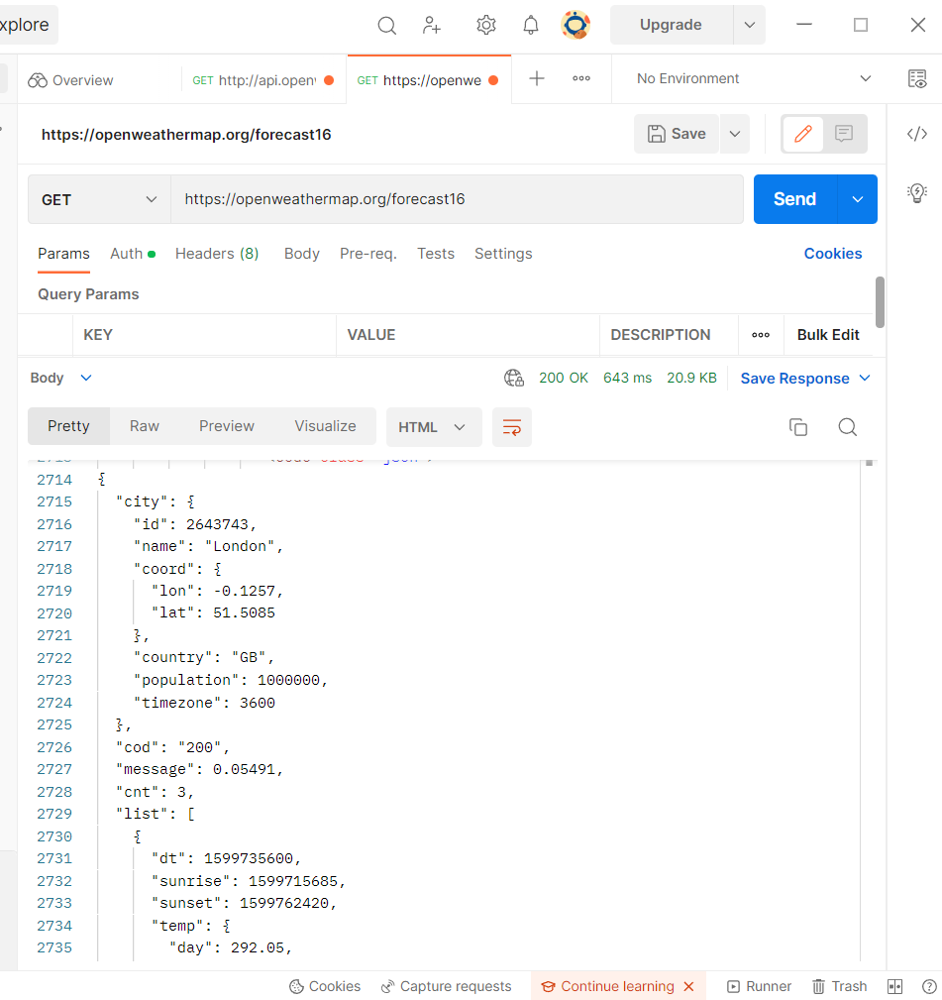 xplore
Upgrade
Overview
GET http://api.openv
GET https://openwe
No Environment
https://openweathermap.org/forecast16
Save
GET
https://openweathermap.org/forecast16
Send
Params
Auth
Headers (8)
Body
Pre-req.
Tests
Settings
Cookies
Query Params
KEY
VALUE
DESCRIPTION
Bulk Edit
Body
200 OK
643 ms
20.9 KB
Save Response
Pretty
Raw
Preview
Visualize
HTML
2714 {
2715 "city": {
2716 "id": 2643743,
2717 "name": "London",
2718 "coord": {
2719 "lon": -0.1257,
2720 "lat": 51.5085
2721 },
2722 "country": "GB",
2723 "population": 1000000,
2724 "timezone": 3600
2725 },
2726 "cod": "200",
2727 "message": 0.05491,
2728 "cnt": 3,
2729 "list": [
2730 {
2731 "dt": 1599735600,
2732 "sunrise": 1599715685,
2733 "sunset": 1599762420,
2734 "temp": {
2735 "day": 292.05,
Cookies
Capture requests
Continue learning
Runner
Trash